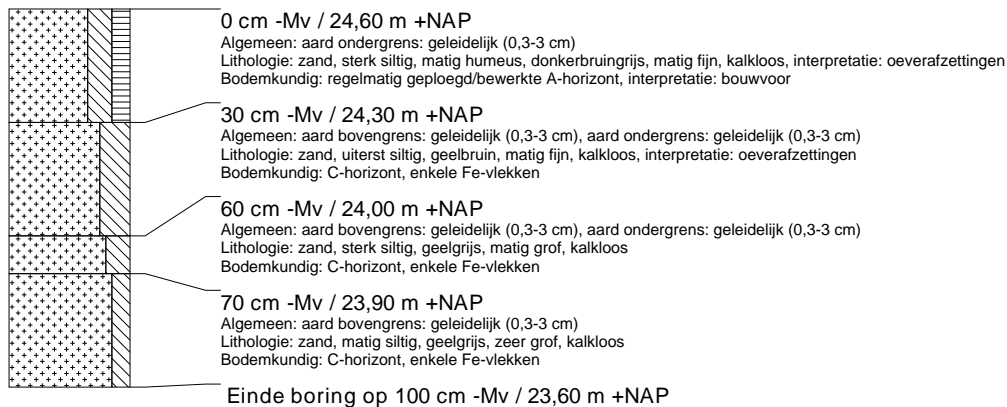 0 cm -Mv / 24,60 m +NAP
Algemeen: aard ondergrens: geleidelijk (0,3-3 cm)
Lithologie: zand, sterk siltig, matig humeus, donkerbruingrijs, matig fijn, kalkloos, interpretatie: oeverafzettingen
Bodemkundig: regelmatig geploegd/bewerkte A-horizont, interpretatie: bouwvoor
30 cm -Mv / 24,30 m +NAP
Algemeen: aard bovengrens: geleidelijk (0,3-3 cm), aard ondergrens: geleidelijk (0,3-3 cm)
Lithologie: zand, uiterst siltig, geelbruin, matig fijn, kalkloos, interpretatie: oeverafzettingen
Bodemkundig: C-horizont, enkele Fe-vlekken
60 cm -Mv / 24,00 m +NAP
Algemeen: aard bovengrens: geleidelijk (0,3-3 cm), aard ondergrens: geleidelijk (0,3-3 cm)
Lithologie: zand, sterk siltig, geelgrijs, matig grof, kalkloos
Bodemkundig: C-horizont, enkele Fe-vlekken
70 cm -Mv / 23,90 m +NAP
Algemeen: aard bovengrens: geleidelijk (0,3-3 cm)
Lithologie: zand, matig siltig, geelgrijs, zeer grof, kalkloos
Bodemkundig: C-horizont, enkele Fe-vlekken
Einde boring op 100 cm -Mv / 23,60 m +NAP